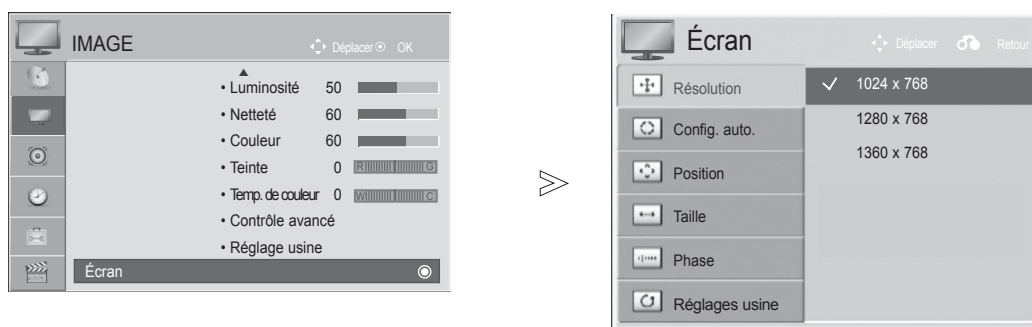 IMAGE
Déplacer OK
• Luminosité 50
• Netteté 60
• Couleur 60
• Teinte 0 R G
• Temp. de couleur 0 W C
• Contrôle avancé
• Réglage usine
Écran
Écran
Déplacer Retour
Résolution
Config. auto.
Position
Taille
Phase
Réglages usine
✓ 1024 x 768
1280 x 768
1360 x 768